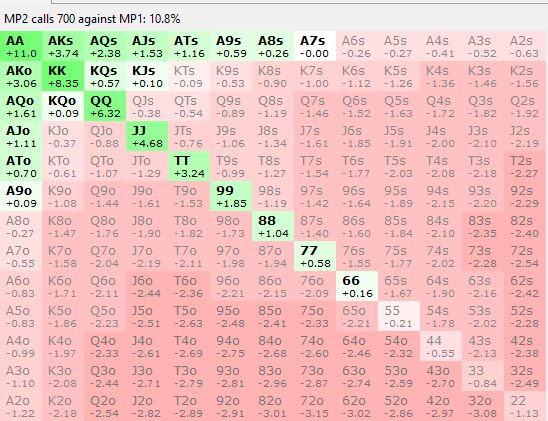 MP2 calls 700 against MP1: 10.8%
AA AKs AQs AJs ATs A9s A8s A7s A6s A5s A4s A3s A2s
+11.0 +3.74 +2.38 +1.53 +1.16 +0.59 +0.26 -0.00 -0.26 -0.27 -0.41 -0.52 -0.63
AKo KK KQs KJs KTs K9s K8s K7s K6s K5s K4s K3s K2s
+3.06 +8.35 +0.57 +0.10 -0.09 -0.53 -0.90 -1.00 -1.12 -1.26 -1.36 -1.46 -1.56
AQo KQo QQ QJs QTs Q9s Q8s Q7s Q6s Q5s Q4s Q3s Q2s
+1.61 +0.09 +6.32 -0.38 -0.54 -0.89 -1.19 -1.46 -1.52 -1.63 -1.72 -1.82 -1.92
AJo KJo QJo JJ JTs J9s J8s J7s J6s J5s J4s J3s J2s
+1.11 -0.37 -0.88 +4.68 -0.76 -1.06 -1.34 -1.61 -1.85 -1.91 -2.00 -2.10 -2.19
ATo KTo QTo JTo TT T9s T8s T7s T6s T5s T4s T3s T2s
+0.70 -0.61 -1.07 -1.29 +3.24 -0.99 -1.27 -1.54 -1.77 -2.03 -2.08 -2.18 -2.27
A9o K9o Q9o J9o T9o 99 98s 97s 96s 95s 94s 93s 92s
+0.09 -1.08 -1.44 -1.61 -1.53 +1.85 -1.19 -1.42 -1.64 -1.89 -2.15 -2.20 -2.29
A8o K8o Q8o J8o T8o 98o 88 87s 86s 85s 84s 83s 82s
-0.27 -1.47 -1.76 -1.90 -1.82 -1.73 +1.04 -1.40 -1.60 -1.84 -2.10 -2.35 -2.40
A7o K7o Q7o J7o T7o 97o 87o 77 76s 75s 74s 73s 72s
-0.55 -1.58 -2.04 -2.19 -2.11 -1.98 -1.94 +0.58 -1.55 -1.77 -2.02 -2.28 -2.54
A6o K6o Q6o J6o T6o 96o 86o 76o 66 65s 64s 63s 62s
-0.83 -1.71 -2.11 -2.44 -2.36 -2.21 -2.15 -2.09 +0.16 -1.67 -1.90 -2.16 -2.42
A5o K5o Q5o J5o T5o 95o 85o 75o 65o 55 54s 53s 52s
-0.83 -1.86 -2.23 -2.51 -2.63 -2.48 -2.41 -2.33 -2.21 -0.21 -1.78 -2.02 -2.28
A4o K4o Q4o J4o T4o 94o 84o 74o 64o 54o 44 43s 42s
-0.99 -1.97 -2.33 -2.61 -2.69 -2.75 -2.68 -2.60 -2.46 -2.32 -0.55 -2.13 -2.38
A3o K3o Q3o J3o T3o 93o 83o 73o 63o 53o 43o 33 32s
-1.10 -2.08 -2.44 -2.71 -2.79 -2.81 -2.96 -2.87 -2.74 -2.59 -2.70 -0.84 -2.49
A2o K2o Q2o J2o T2o 92o 82o 72o 62o 52o 42o 32o 22
-1.22 -2.18 -2.54 -2.82 -2.89 -2.91 -3.01 -3.15 -3.02 -2.86 -2.97 -3.08 -1.13